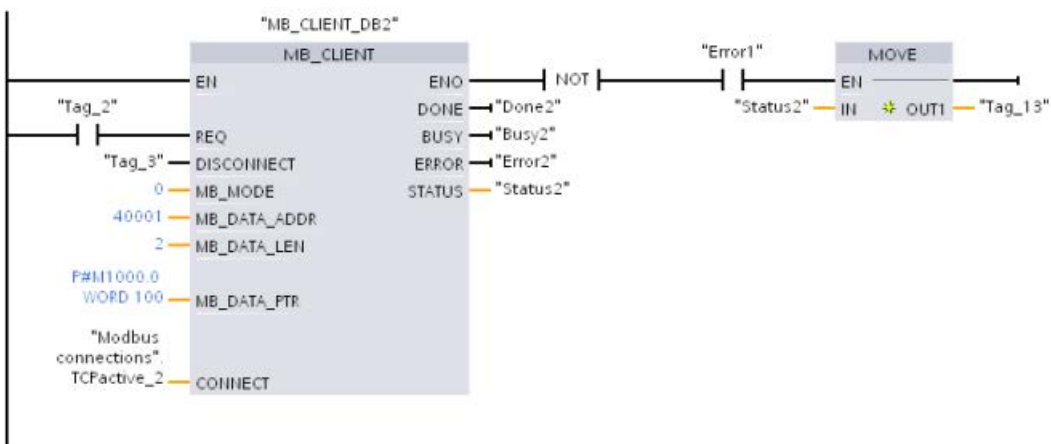 "MB_CLIENT_DB2"
MB_CLIENT
EN
ENO
NOT
"Error1"
MOVE
EN
DONE
"Done2"
"Status2"
IN
OUT1
"Tag_13"
"Tag_2"
REQ
BUSY
"Busy2"
"Tag_3"
DISCONNECT
ERROR
"Error2"
0
MB_MODE
STATUS
"Status2"
40001
MB_DATA_ADDR
2
MB_DATA_LEN
P#M1000.0
WORD 100
MB_DATA_PTR
"Modbus
connections".
TCPactive_2
CONNECT